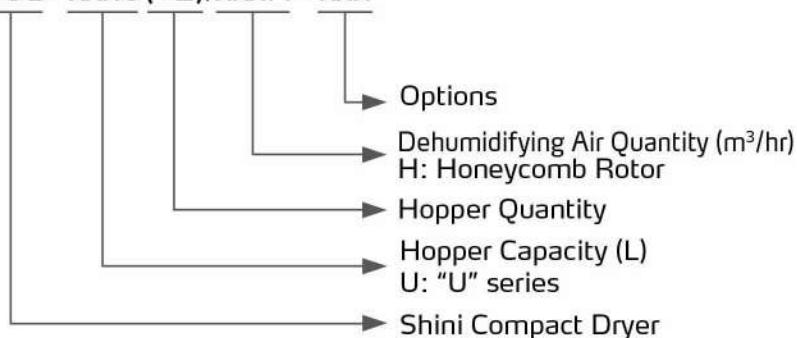 Options
Dehumidifying Air Quantity (m³/hr)
H: Honeycomb Rotor
Hopper Quantity
Hopper Capacity (L)
U: “U” series
Shini Compact Dryer